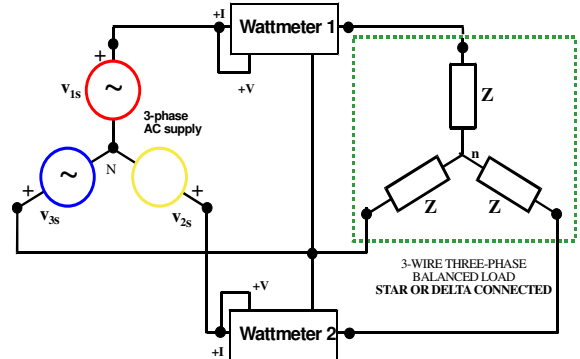 +I
Wattmeter 1
+V
+
~
V1s
3-phase
AC supply
Z
n
N
~
+
V3s
+
V2s
Z
Z
3-WIRE THREE-PHASE
BALANCED LOAD
STAR OR DELTA CONNECTED
+V
Wattmeter 2
+I